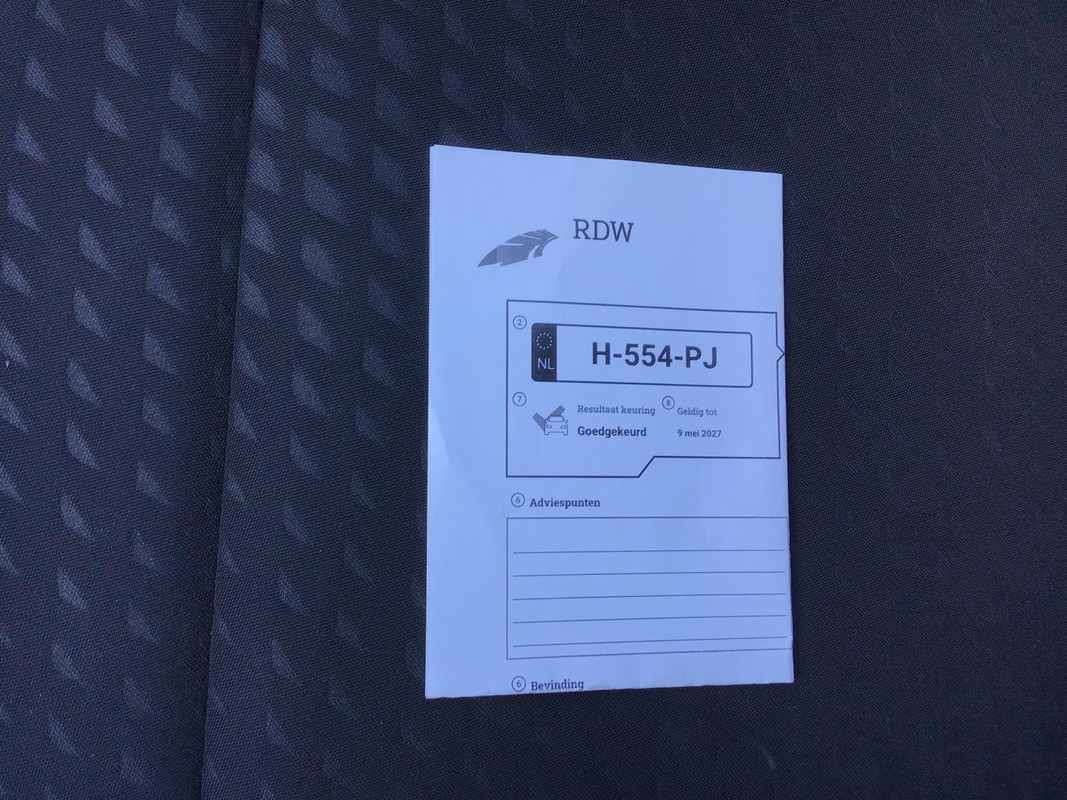 RDW
2
NL H-554-PJ
7 Resultaat keuring 8 Geldig tot
Goedgekeurd 9 mei 2027
6 Adviespunten
6 Bevinding